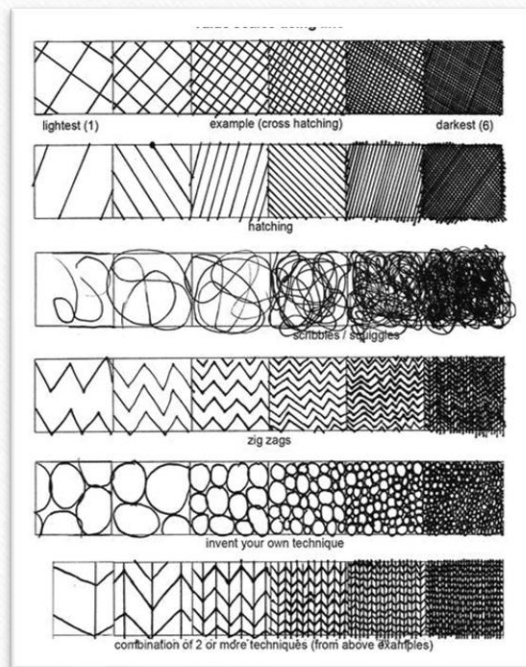 lightest (1) example (cross hatching) darkest (6)
hatching
scribbles / squiggles
zig zags
invent your own technique
combination of 2 or more techniques (from above examples)